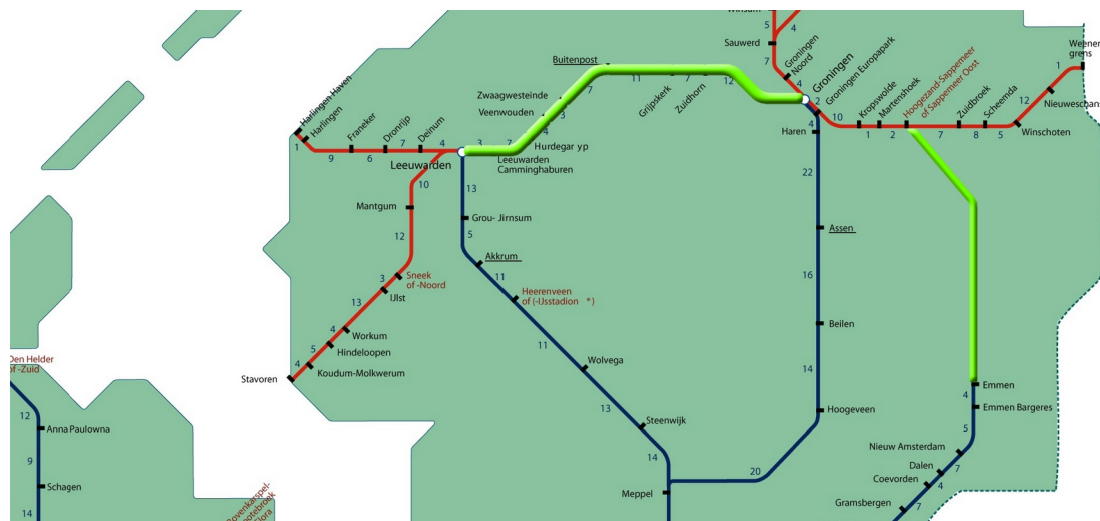 Winsum
5
4
Sauwerd
7
Groningen
Noord
4
Groningen
Groningen Europapark
2
4
Haren
10
Kropswolde
Martenshoek
Hoogezand-Sappemeer
of Sappemeer Oost
1
2
7
Zuidbroek
8
Scheemda
5
Winschoten
12
Nieuweschans
1
Weener
grens
Buitenpost
11
7
12
Grijpskerk
Zuidhorn
7
Zwaagwesteinde
3
Veenwouden
4
Hurdegar yp
7
3
Leeuwarden
Camminghaburen
Harlingen-Haven
Harlingen
1
9
Franeker
6
Dronrijp
7
Deinum
4
Leeuwarden
10
Mantgum
12
Sneek
of -Noord
3
IJlst
13
Workum
4
Hindeloopen
5
Koudum-Molkwerum
4
Stavoren
13
Grou- Jirnsum
5
Akkrum
11
Heerenveen
of (-IJsstadion *)
11
Wolvega
13
Steenwijk
14
Meppel
20
22
Assen
16
Beilen
14
Hoogeveen
Emmen
4
Emmen Bargeres
5
Nieuw Amsterdam
7
Dalen
4
Coevorden
7
Gramsbergen
Den Helder
of -Zuid
12
Anna Paulowna
9
Schagen
14
Bovenkarspel-